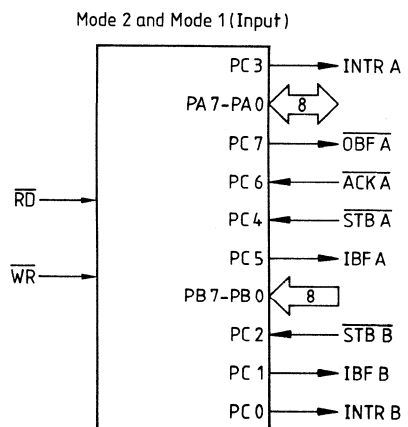 Mode 2 and Mode 1 (Input)
PC3 INTR A
PA7-PA0 8
PC7 OBF A
PC6 ACK A
RD
PC4 STB A
PC5 IBF A
WR
PB7-PB0 8
PC2 STB B
PC1 IBF B
PC0 INTR B